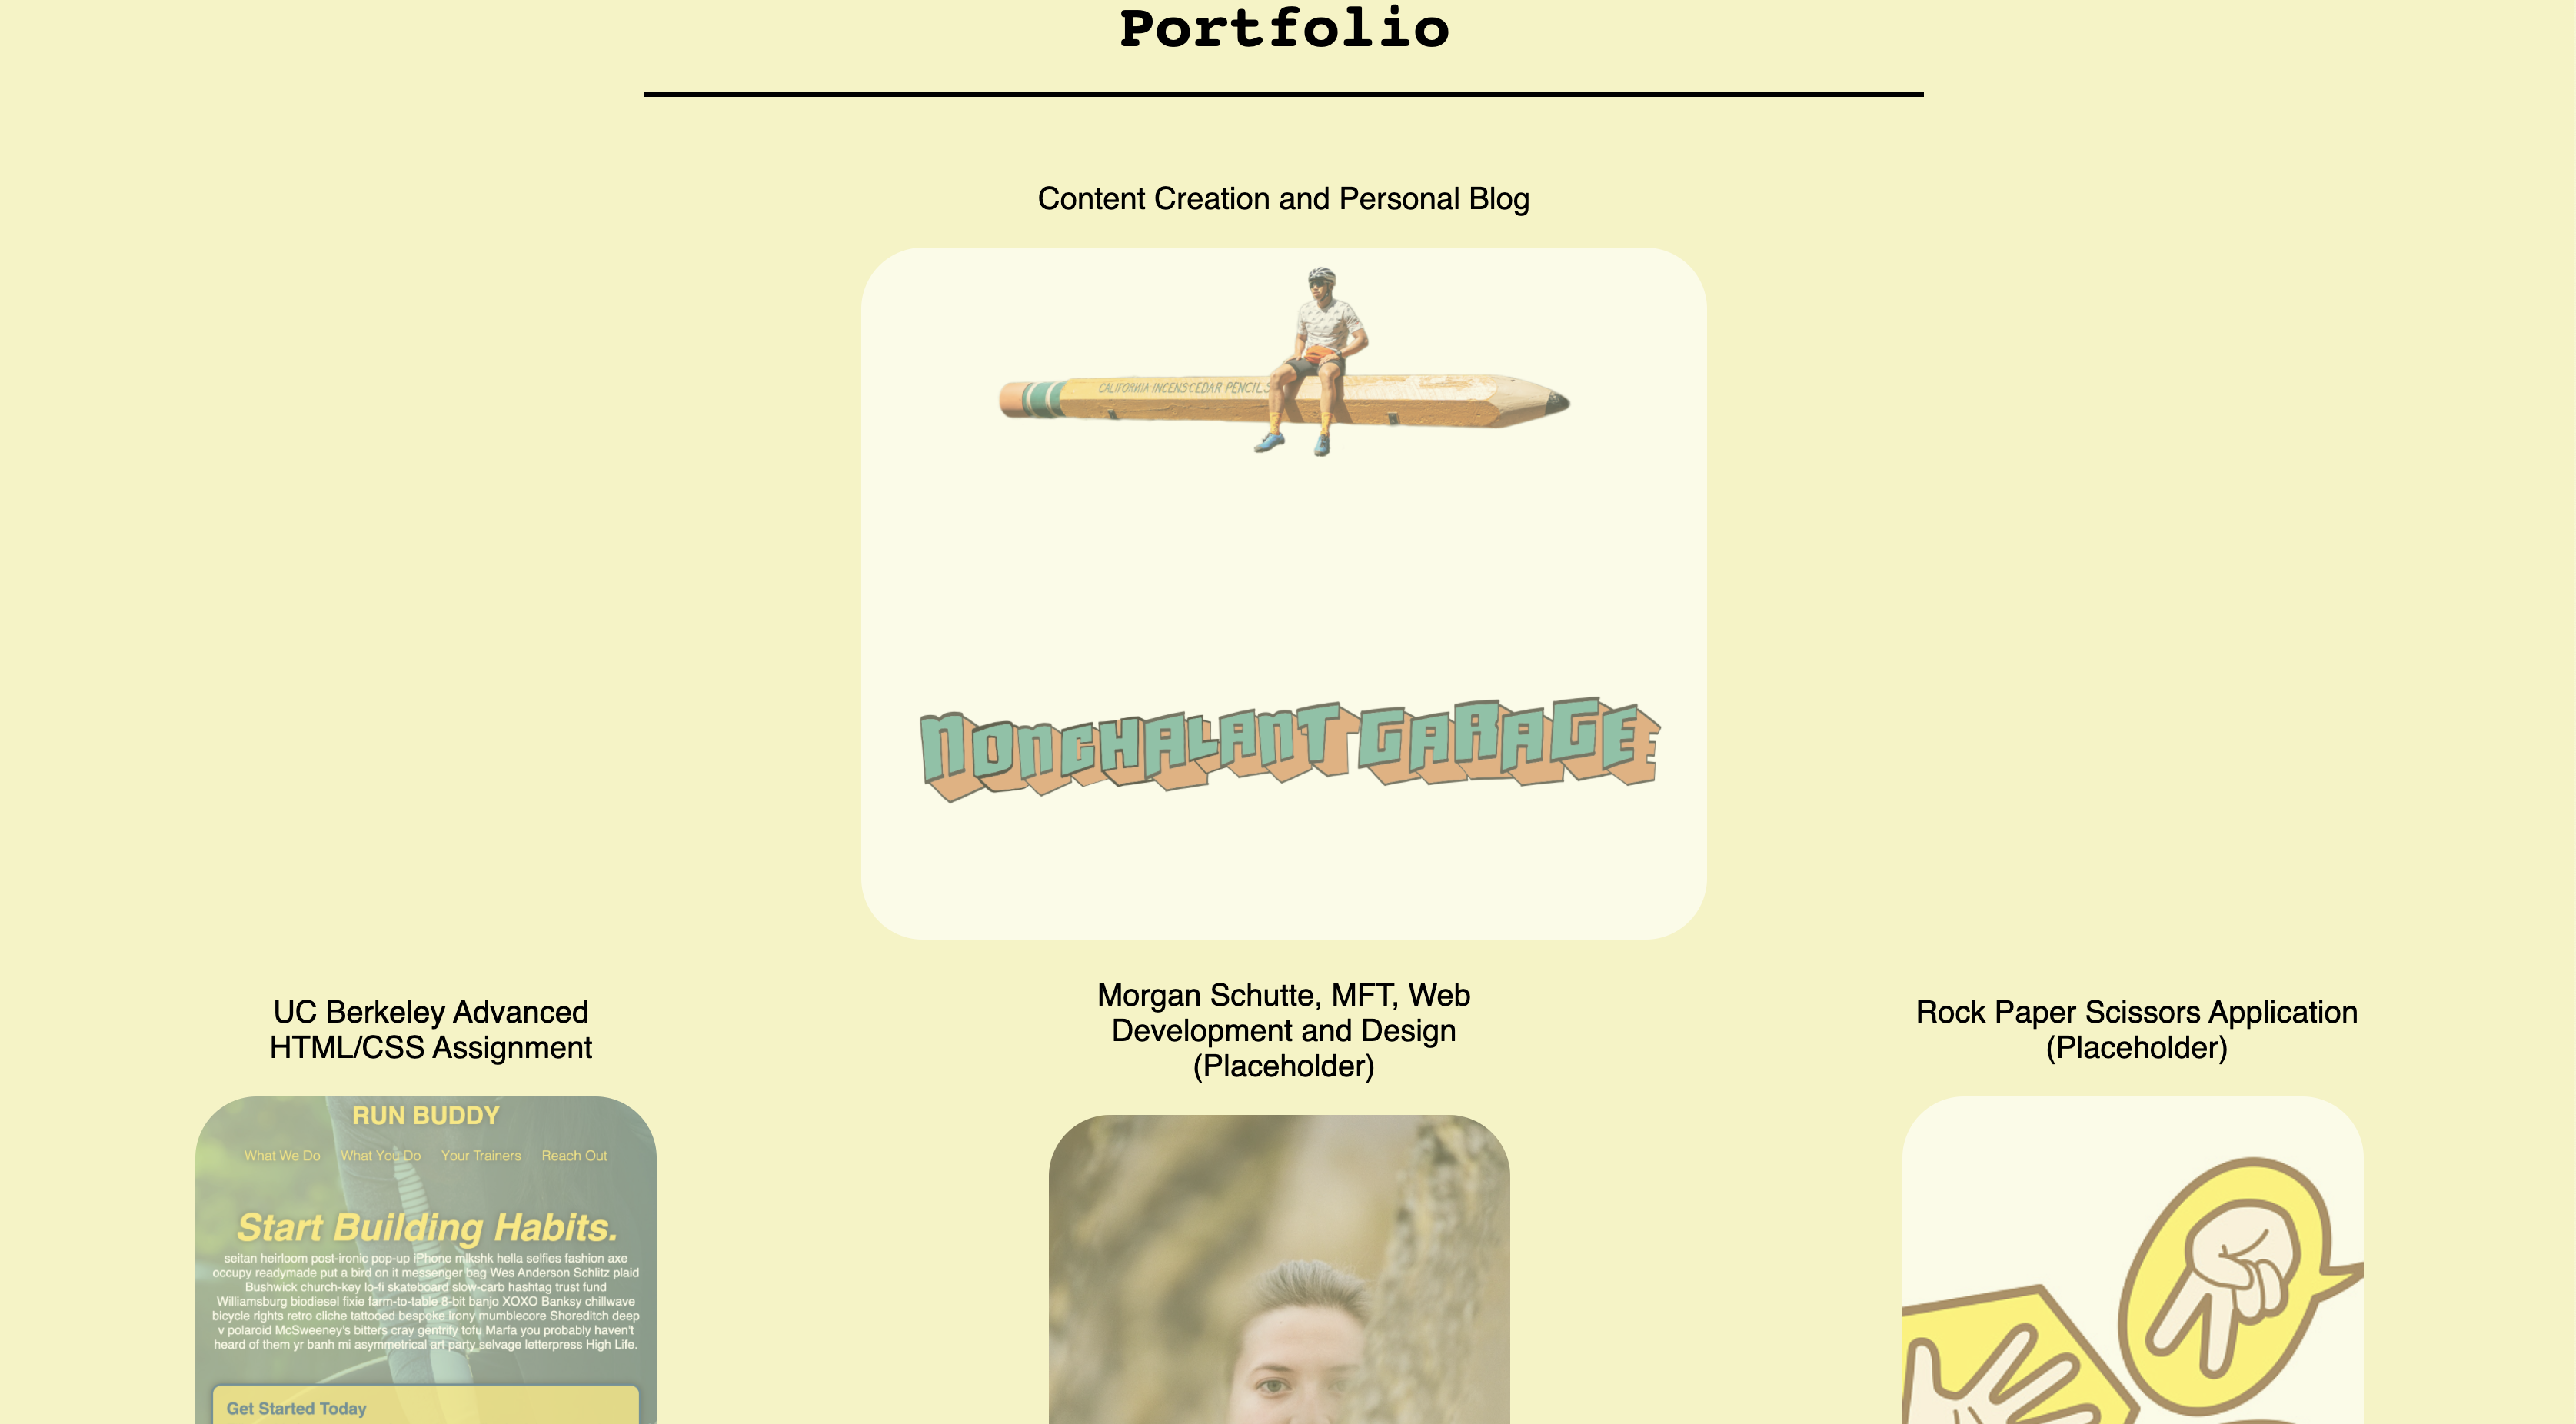 Portfolio
Content Creation and Personal Blog
CALIFORNIA INCENSCEDAR PENCILS
NONCHALANT GARAGE
UC Berkeley Advanced
HTML/CSS Assignment
Morgan Schutte, MFT, Web
Development and Design
(Placeholder)
Rock Paper Scissors Application
(Placeholder)
RUN BUDDY
What We Do What You Do Your Trainers Reach Out
Start Building Habits.
seitan heirloom post-ironic pop-up iPhone mlkshk hella selfies fashion axe
occupy readymade put a bird on it messenger bag Wes Anderson Schlitz plaid
Bushwick church-key lo-fi skateboard slow-carb hashtag trust fund
Williamsburg biodiesel fixie farm-to-table 8-bit banjo XOXO Banksy chillwave
bicycle rights retro cliche tattooed bespoke irony mumblecore Shoreditch deep
v polaroid McSweeney's bitters cray gentrify tofu Marfa you probably haven't
heard of them yr banh mi asymmetrical art party selvage letterpress High Life.
Get Started Today